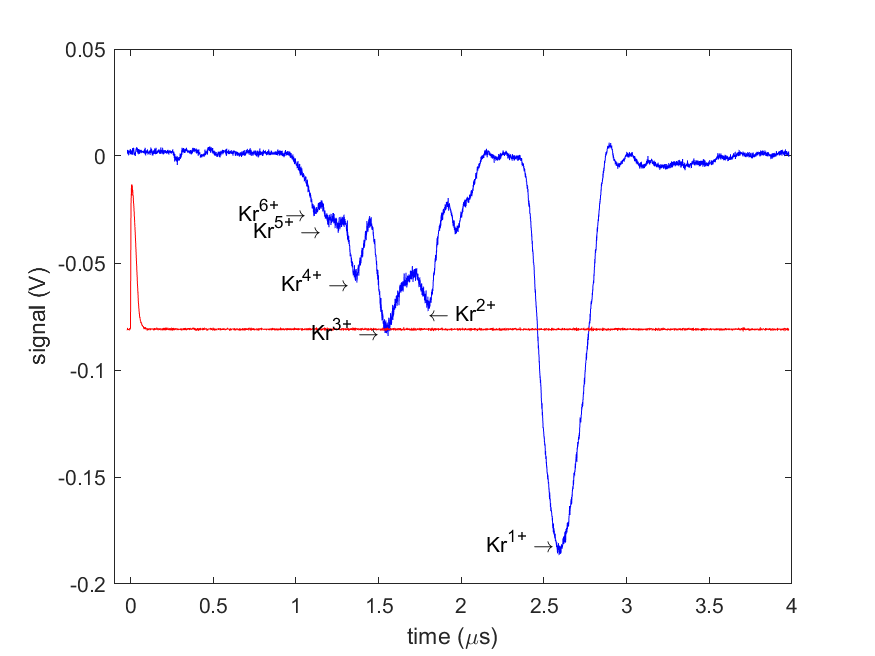 0.05
0
-0.05
-0.1
-0.15
-0.2
signal (V)
Kr6+
Kr5+
Kr4+
Kr3+
Kr2+
Kr1+
0 0.5 1 1.5 2 2.5 3 3.5 4
time (μs)